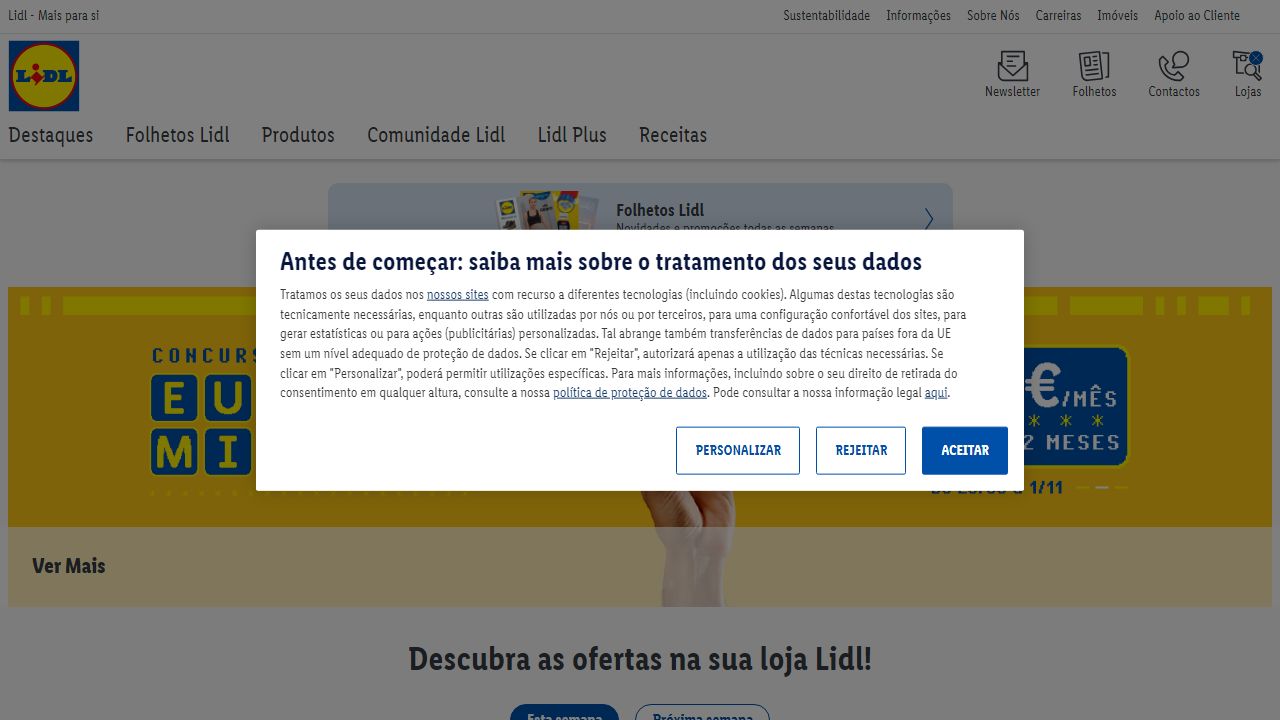 Lidl - Mais para si
Sustentabilidade Informações Sobre Nós Carreiras Imóveis Apoio ao Cliente
LIDL
Newsletter Folhetos Contactos Lojas
Destaques Folhetos Lidl Produtos Comunidade Lidl Lidl Plus Receitas
Folhetos Lidl
Novidades e promoções todas as semanas
Antes de começar: saiba mais sobre o tratamento dos seus dados
Tratamos os seus dados nos nossos sites com recurso a diferentes tecnologias (incluindo cookies). Algumas destas tecnologias são
tecnicamente necessárias, enquanto outras são utilizadas por nós ou por terceiros, para uma configuração confortável dos sites, para
gerar estatísticas ou para ações (publicitárias) personalizadas. Tal abrange também transferências de dados para países fora da UE
sem um nível adequado de proteção de dados. Se clicar em "Rejeitar", autorizará apenas a utilização das técnicas necessárias. Se
clicar em "Personalizar", poderá permitir utilizações específicas. Para mais informações, incluindo sobre o seu direito de retirada do
consentimento em qualquer altura, consulte a nossa política de proteção de dados. Pode consultar a nossa informação legal aqui.
PERSONALIZAR REJEITAR ACEITAR
CONCURS
EU
MI
€/MÊS
* * *
2 MESES
1/11
Ver Mais
Descubra as ofertas na sua loja Lidl!
Esta semana Próxima semana